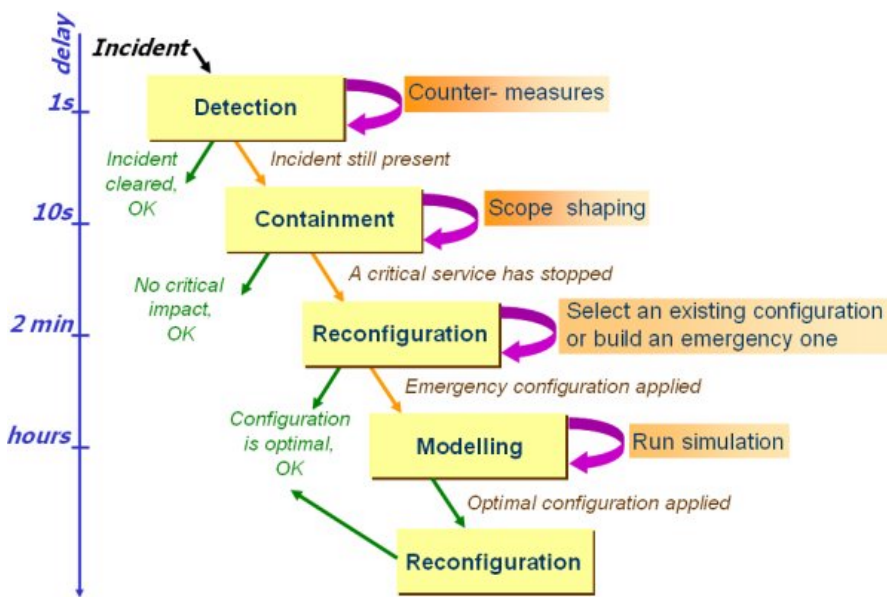 delay
Incident
1s
Detection
Counter- measures
Incident
cleared,
OK
Incident still present
10s
Containment
Scope shaping
No critical
impact,
OK
A critical service has stopped
2 min
Reconfiguration
Select an existing configuration
or build an emergency one
Configuration
is optimal,
OK
Emergency configuration applied
hours
Modelling
Run simulation
Optimal configuration applied
Reconfiguration